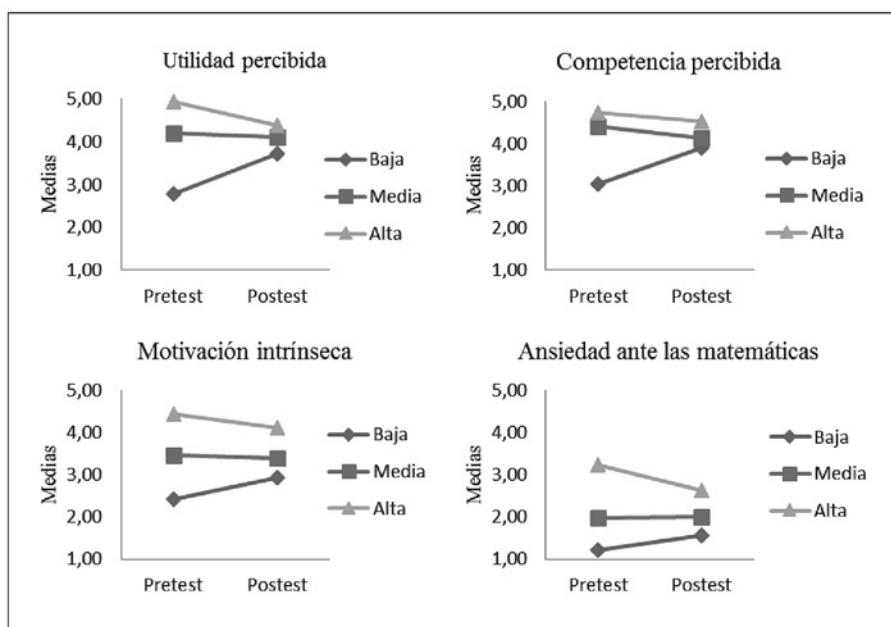 Utilidad percibida
5,00
4,00
3,00
2,00
1,00
Medias
Pretest Postest
Baja
Media
Alta
Competencia percibida
5,00
4,00
3,00
2,00
1,00
Medias
Pretest Postest
Baja
Media
Alta
Motivación intrínseca
5,00
4,00
3,00
2,00
1,00
Medias
Pretest Postest
Baja
Media
Alta
Ansiedad ante las matemáticas
5,00
4,00
3,00
2,00
1,00
Medias
Pretest Postest
Baja
Media
Alta